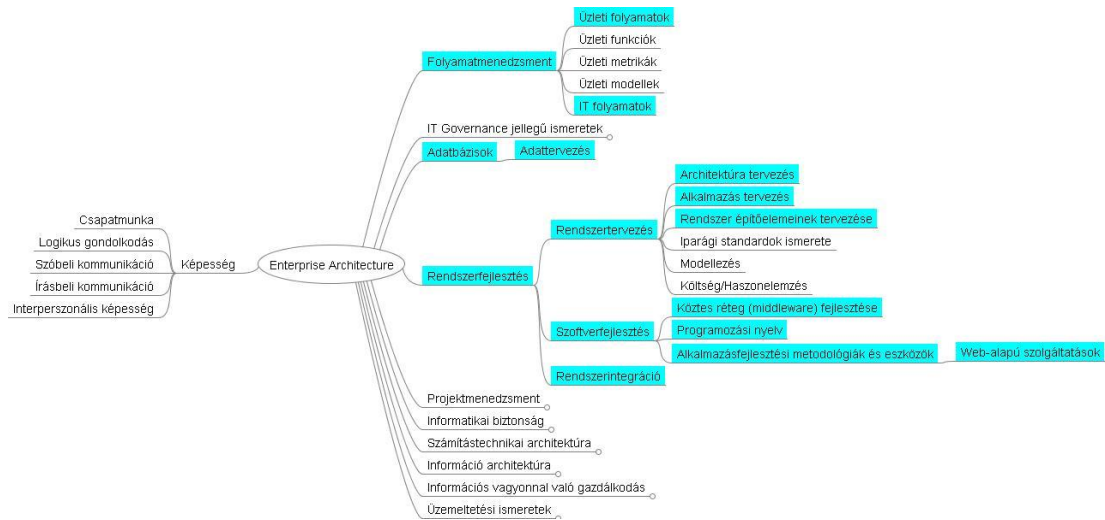 Enterprise Architecture
Képesség
Csapatmunka
Logikus gondolkodás
Szóbeli kommunikáció
Írásbeli kommunikáció
Interperszonális képesség
Folyamatmenedzsment
Üzleti folyamatok
Üzleti funkciók
Üzleti metrikák
Üzleti modellek
IT folyamatok
IT Governance jellegű ismeretek
Adatbázisok
Adattervezés
Rendszerfejlesztés
Rendszertervezés
Architektúra tervezés
Alkalmazás tervezés
Rendszer építőelemeinek tervezése
Iparági standardok ismerete
Modellezés
Költség/Haszonelemzés
Szoftverfejlesztés
Köztes réteg (middleware) fejlesztése
Programozási nyelv
Alkalmazásfejlesztési metodológiák és eszközök
Web-alapú szolgáltatások
Rendszerintegráció
Projektmenedzsment
Informatikai biztonság
Számítástechnikai architektúra
Információ architektúra
Információs vagyonnal való gazdálkodás
Üzemeltetési ismeretek